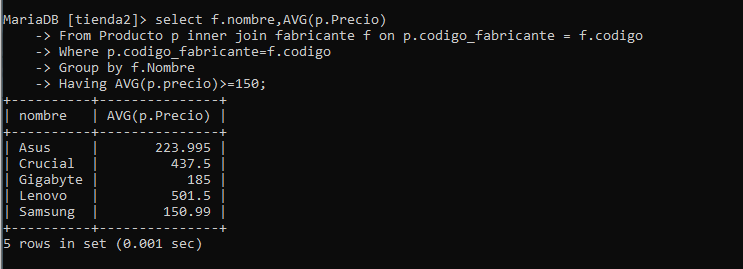 MariaDB [tienda2]> select f.nombre,AVG(p.Precio)
    -> From Producto p inner join fabricante f on p.codigo_fabricante = f.codigo
    -> Where p.codigo_fabricante=f.codigo
    -> Group by f.Nombre
    -> Having AVG(p.precio)>=150;
+----------+---------------+
| nombre   | AVG(p.Precio) |
+----------+---------------+
| Asus     |       223.995 |
| Crucial  |         437.5 |
| Gigabyte |           185 |
| Lenovo   |         501.5 |
| Samsung  |        150.99 |
+----------+---------------+
5 rows in set (0.001 sec)